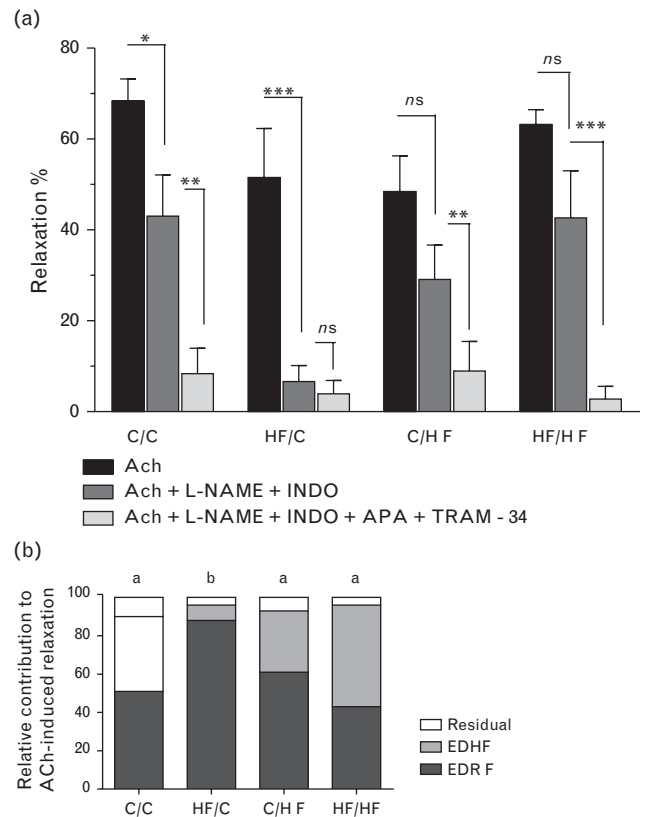 (a)
80
60
40
20
0
Relaxation %
*
**
***
ns
ns
**
ns
***
C/C
HF/C
C/H F
HF/H F
Ach
Ach + L-NAME + INDO
Ach + L-NAME + INDO + APA + TRAM - 34
(b)
a
b
a
a
100
80
60
40
20
0
Relative contribution to
ACh-induced relaxation
C/C
HF/C
C/H F
HF/HF
Residual
EDHF
EDR F